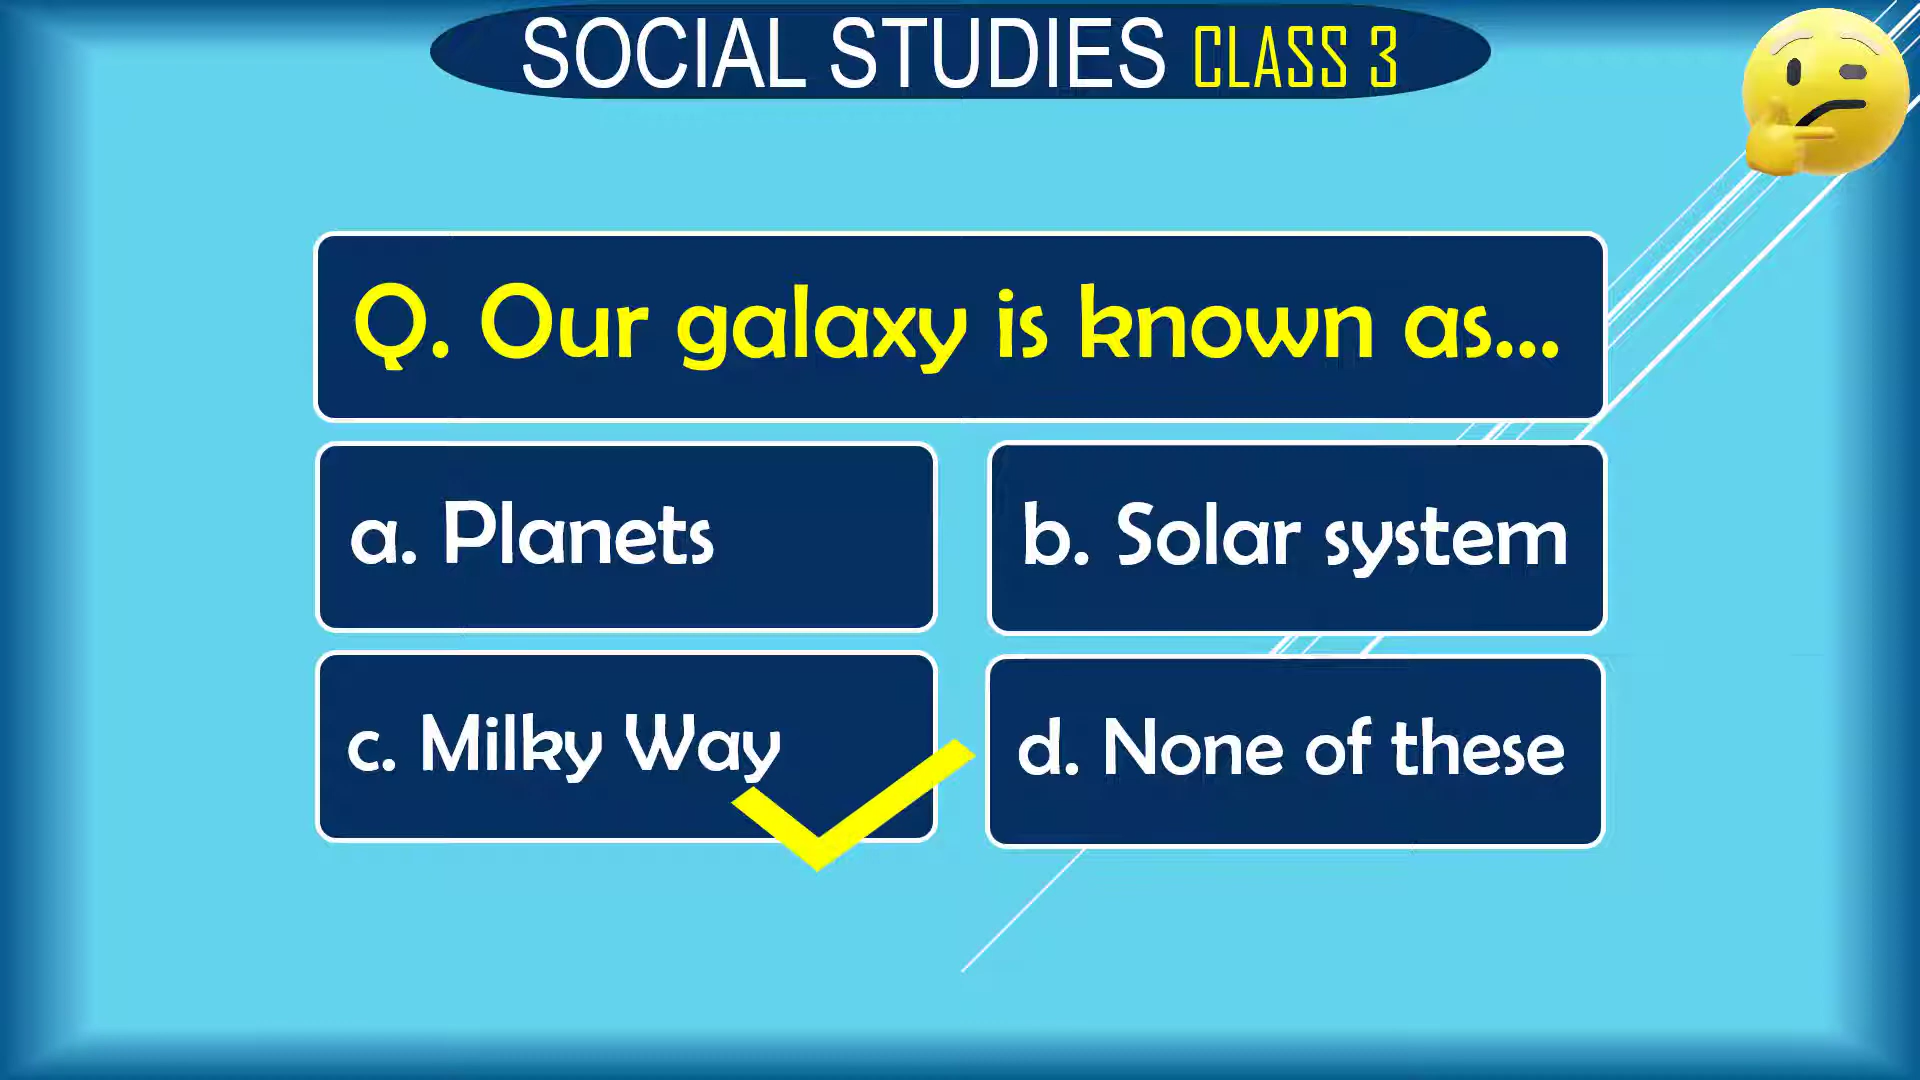 SOCIAL STUDIES CLASS 3
Q. Our galaxy is known as...
a. Planets
b. Solar system
c. Milky Way
d. None of these